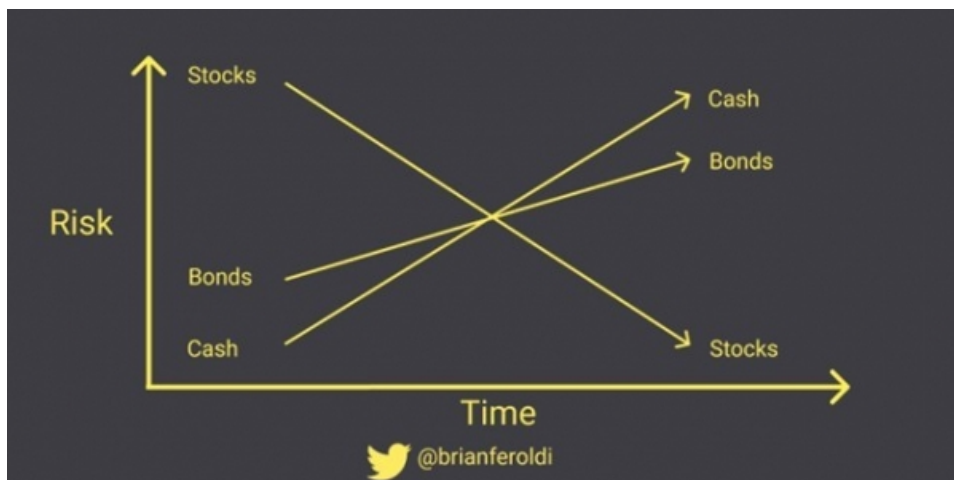 Stocks
Cash
Bonds
Risk
Bonds
Cash
Stocks
Time
@brianferoldi